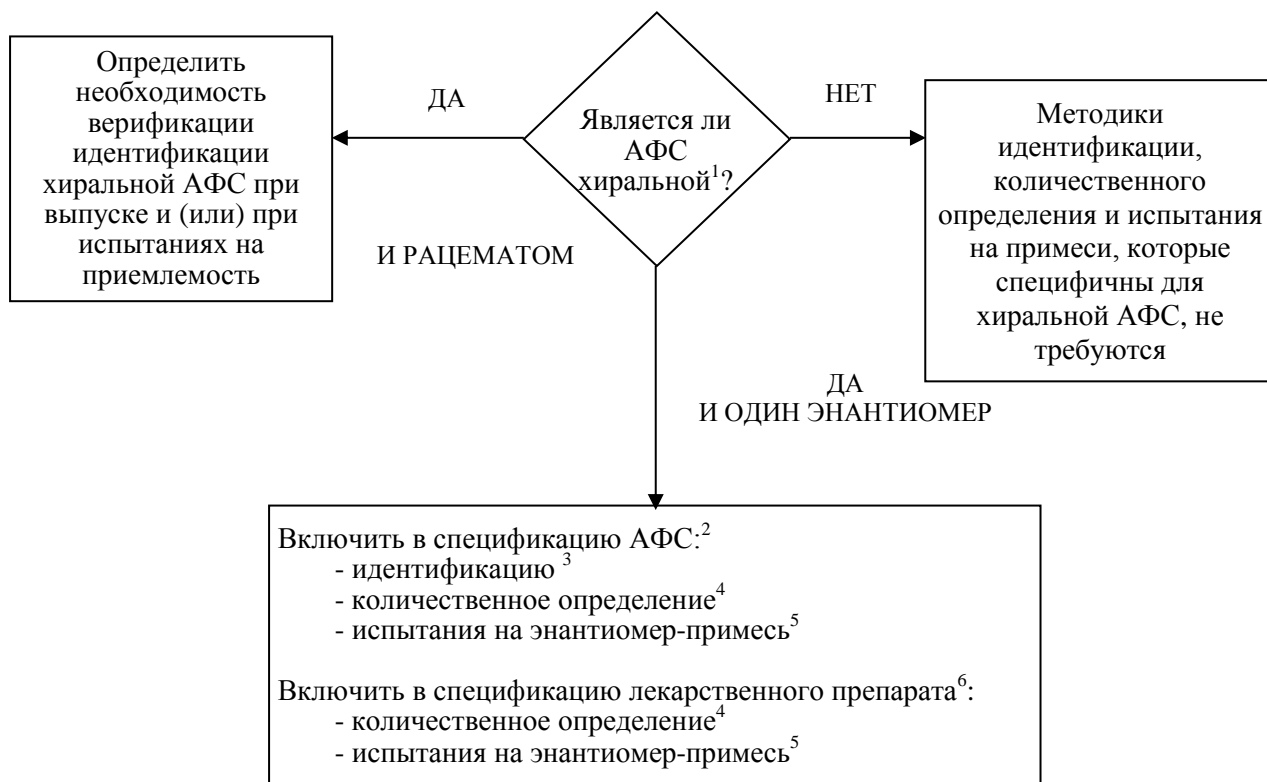 Определить
необходимость
верификации
идентификации
хиральной АФС при
выпуске и (или) при
испытаниях на
приемлемость
ДА
И РАЦЕМАТОМ
Является ли
АФС
хиральной¹?
НЕТ
Методики
идентификации,
количественного
определения и испытания
на примеси, которые
специфичны для
хиральной АФС, не
требуются
ДА
И ОДИН ЭНАНТИОМЕР
Включить в спецификацию АФС:²
- идентификацию ³
- количественное определение⁴
- испытания на энантиомер-примесь⁵
Включить в спецификацию лекарственного препарата⁶:
- количественное определение⁴
- испытания на энантиомер-примесь⁵